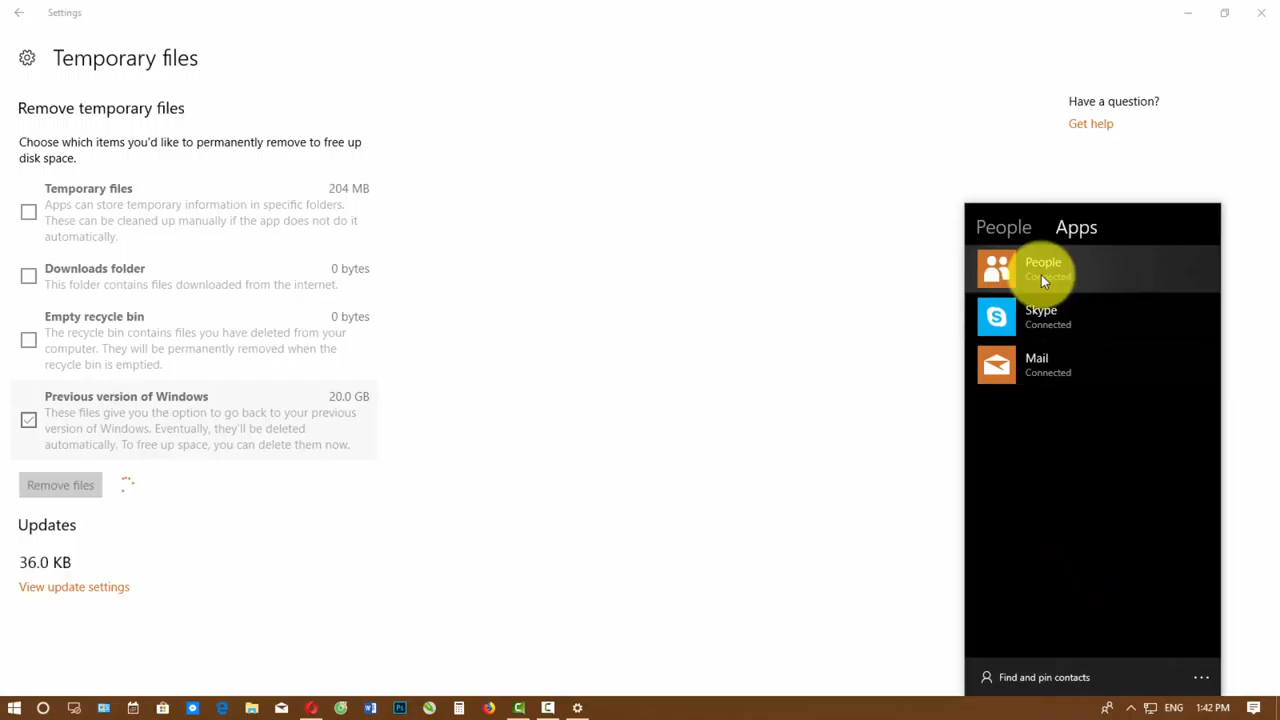 Settings
Temporary files
Remove temporary files
Choose which items you'd like to permanently remove to free up
disk space.
Temporary files 204 MB
Apps can store temporary information in specific folders.
These can be cleaned up manually if the app does not do it
automatically.
Downloads folder 0 bytes
This folder contains files downloaded from the internet.
Empty recycle bin 0 bytes
The recycle bin contains files you have deleted from your
computer. They will be permanently removed when the
recycle bin is emptied.
Previous version of Windows 20.0 GB
These files give you the option to go back to your previous
version of Windows. Eventually, they'll be deleted
automatically. To free up space, you can delete them now.
Remove files
Updates
36.0 KB
View update settings
Have a question?
Get help
People Apps
People
Connected
Skype
Connected
Mail
Connected
Find and pin contacts
ENG 1:42 PM